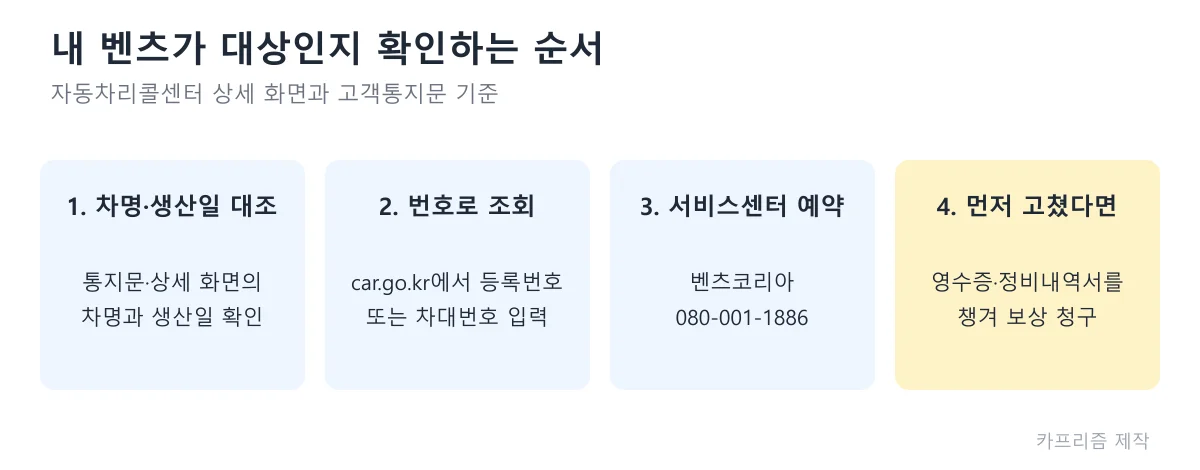 내 벤츠가 대상인지 확인하는 순서
자동차리콜센터 상세 화면과 고객통지문 기준
1. 차명·생산일 대조
통지문·상세 화면의
차명과 생산일 확인
2. 번호로 조회
car.go.kr에서 등록번호
또는 차대번호 입력
3. 서비스센터 예약
벤츠코리아
080-001-1886
4. 먼저 고쳤다면
영수증·정비내역서를
챙겨 보상 청구
카프리즘 제작